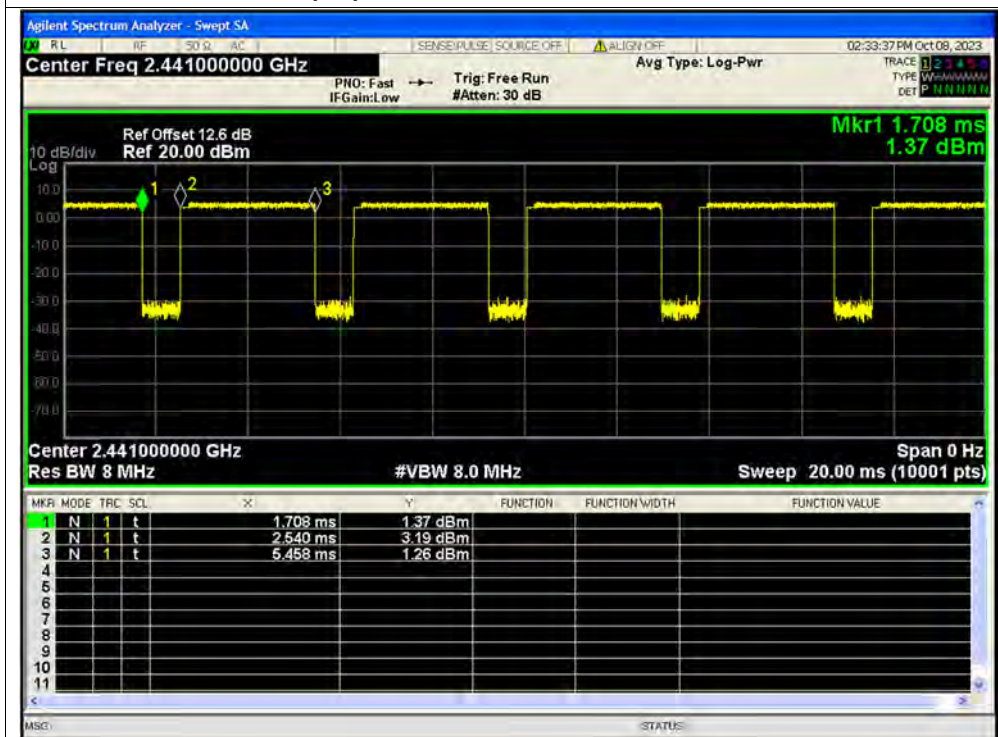 Agilent Spectrum Analyzer - Swept SA
RL RF 50 Ω AC SENSE:PULSE SOURCE OFF ALIGN OFF 02:33:37 PM Oct 08, 2023
Center Freq 2.441000000 GHz
PNO: Fast
IFGain:Low
Trig: Free Run
#Atten: 30 dB
Avg Type: Log-Pwr
TRACE 1 2 3 4 5 6
TYPE
DET P N N N N N
Mkr1 1.708 ms
1.37 dBm
Ref Offset 12.6 dB
10 dB/div Ref 20.00 dBm
Log
1 2 3
10.0
0.00
-10.0
-20.0
-30.0
-40.0
-50.0
-60.0
-70.0
Center 2.441000000 GHz Span 0 Hz
Res BW 8 MHz #VBW 8.0 MHz Sweep 20.00 ms (10001 pts)
MKR MODE TRC SCL X Y FUNCTION FUNCTION WIDTH FUNCTION VALUE
1 N 1 t 1.708 ms 1.37 dBm
2 N 1 t 2.540 ms 3.19 dBm
3 N 1 t 5.458 ms 1.26 dBm
4
5
6
7
8
9
10
11
MSG STATUS